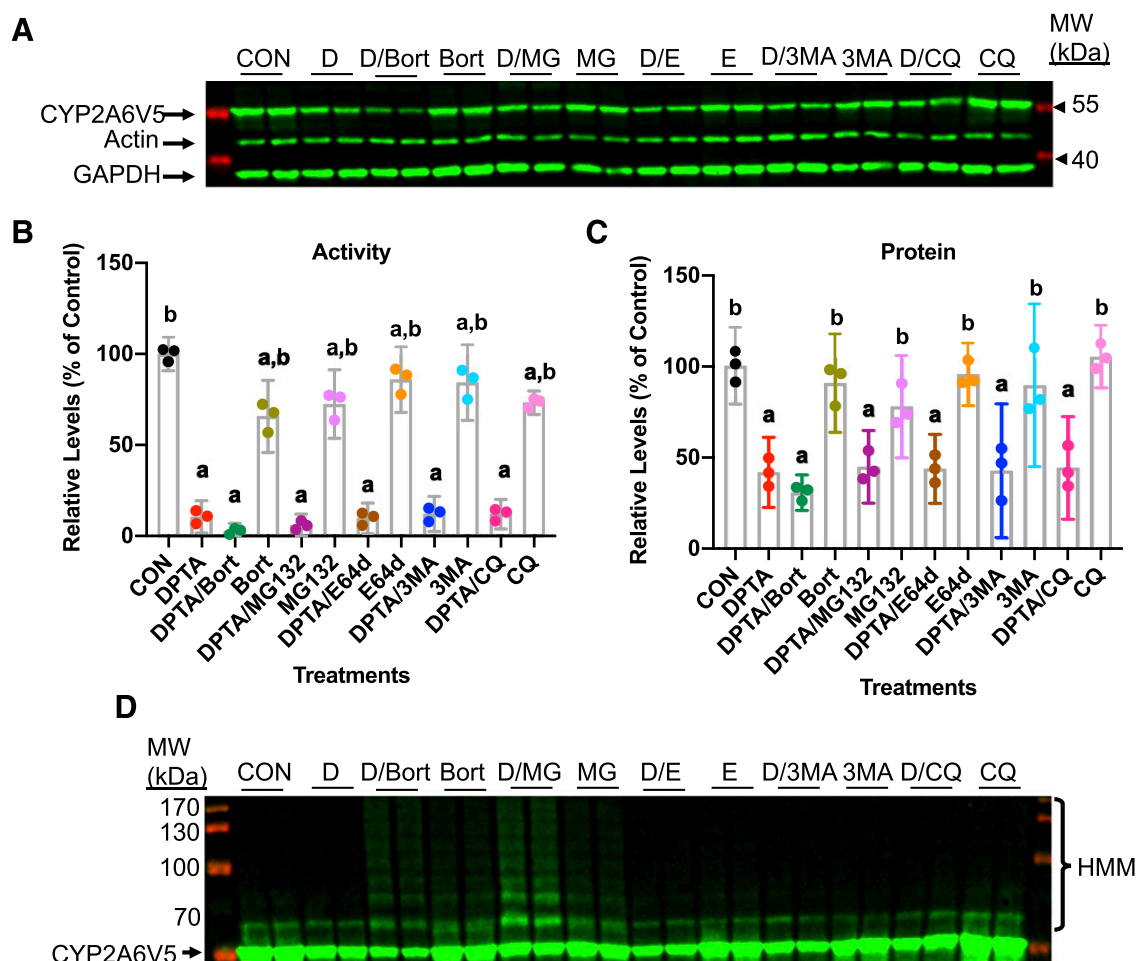 A
CON D D/Bort Bort D/MG MG D/E E D/3MA 3MA D/CQ CQ
MW
(kDa)
CYP2A6V5
Actin
GAPDH
55
40
B
Activity
Relative Levels (% of Control)
150
100
50
0
b a a a,b a a,b a a,b a a,b a a,b
CON DPTA DPTA/Bort Bort DPTA/MG132 MG132 DPTA/E64d E64d DPTA/3MA 3MA DPTA/CQ CQ
Treatments
C
Protein
Relative Levels (% of Control)
150
100
50
0
b a a b a b a b a b a b
CON DPTA DPTA/Bort Bort DPTA/MG132 MG132 DPTA/E64d E64d DPTA/3MA 3MA DPTA/CQ CQ
Treatments
D
MW
(kDa)
CON D D/Bort Bort D/MG MG D/E E D/3MA 3MA D/CQ CQ
170
130
100
70
CYP2A6V5
HMM